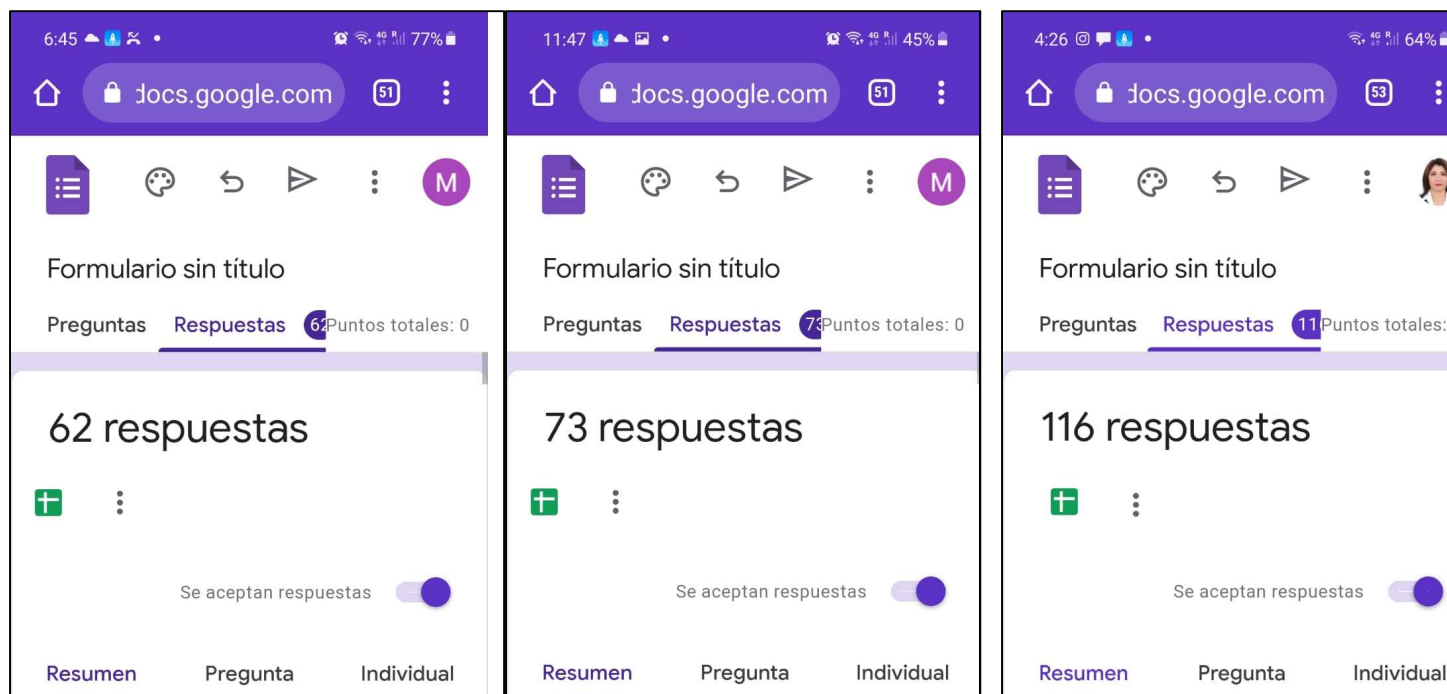 6:45
77%
docs.google.com
51
M
Formulario sin título
Preguntas Respuestas 62 Puntos totales: 0
62 respuestas
Se aceptan respuestas
Resumen Pregunta Individual
11:47
45%
docs.google.com
51
M
Formulario sin título
Preguntas Respuestas 73 Puntos totales: 0
73 respuestas
Se aceptan respuestas
Resumen Pregunta Individual
4:26
64%
docs.google.com
53
Formulario sin título
Preguntas Respuestas 11 Puntos totales:
116 respuestas
Se aceptan respuestas
Resumen Pregunta Individual